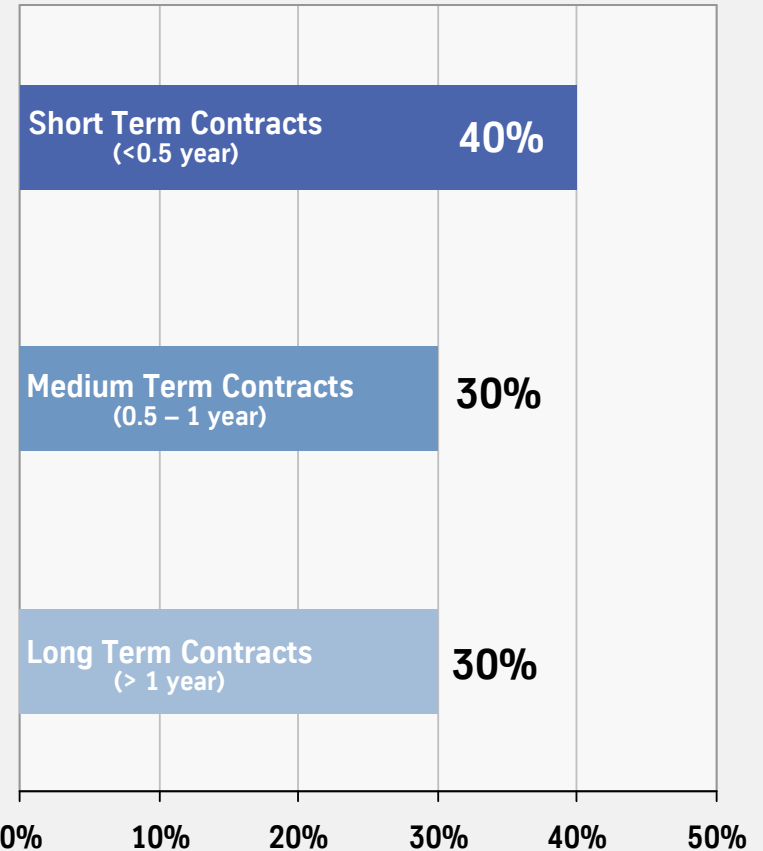 Short Term Contracts
(<0.5 year)
40%
Medium Term Contracts
(0.5 – 1 year)
30%
Long Term Contracts
(> 1 year)
30%
0% 10% 20% 30% 40% 50%